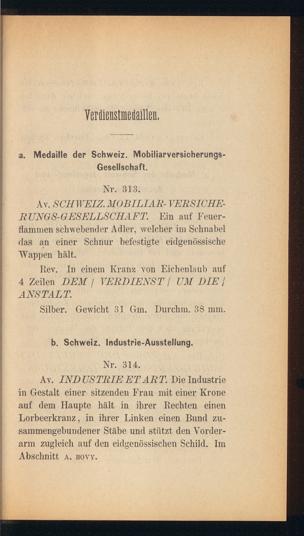 Verdienstmedaillen.
a. Medaille der Schweiz. Mobiliarversicherungs-
Gesellschaft.
Nr. 313.
Av. SCHWEIZ. MOBILIAR-VERSICHE-
RUNGS-GESELLSCHAFT. Ein auf Feuer-
flammen schwebender Adler, welcher im Schnabel
das an einer Schnur befestigte eidgenössische
Wappen hält.
Rev. In einem Kranz von Eichenlaub auf
4 Zeilen DEM | VERDIENST | UM DIE |
ANSTALT.
Silber. Gewicht 31 Gm. Durchm. 38 mm.
b. Schweiz. Industrie-Ausstellung.
Nr. 314.
Av. INDUSTRIE ET ART. Die Industrie
in Gestalt einer sitzenden Frau mit einer Krone
auf dem Haupte hält in ihrer Rechten einen
Lorbeerkranz, in ihrer Linken einen Bund zu-
sammengebundener Stäbe und stützt den Vorder-
arm zugleich auf den eidgenössischen Schild. Im
Abschnitt A. BOVY.